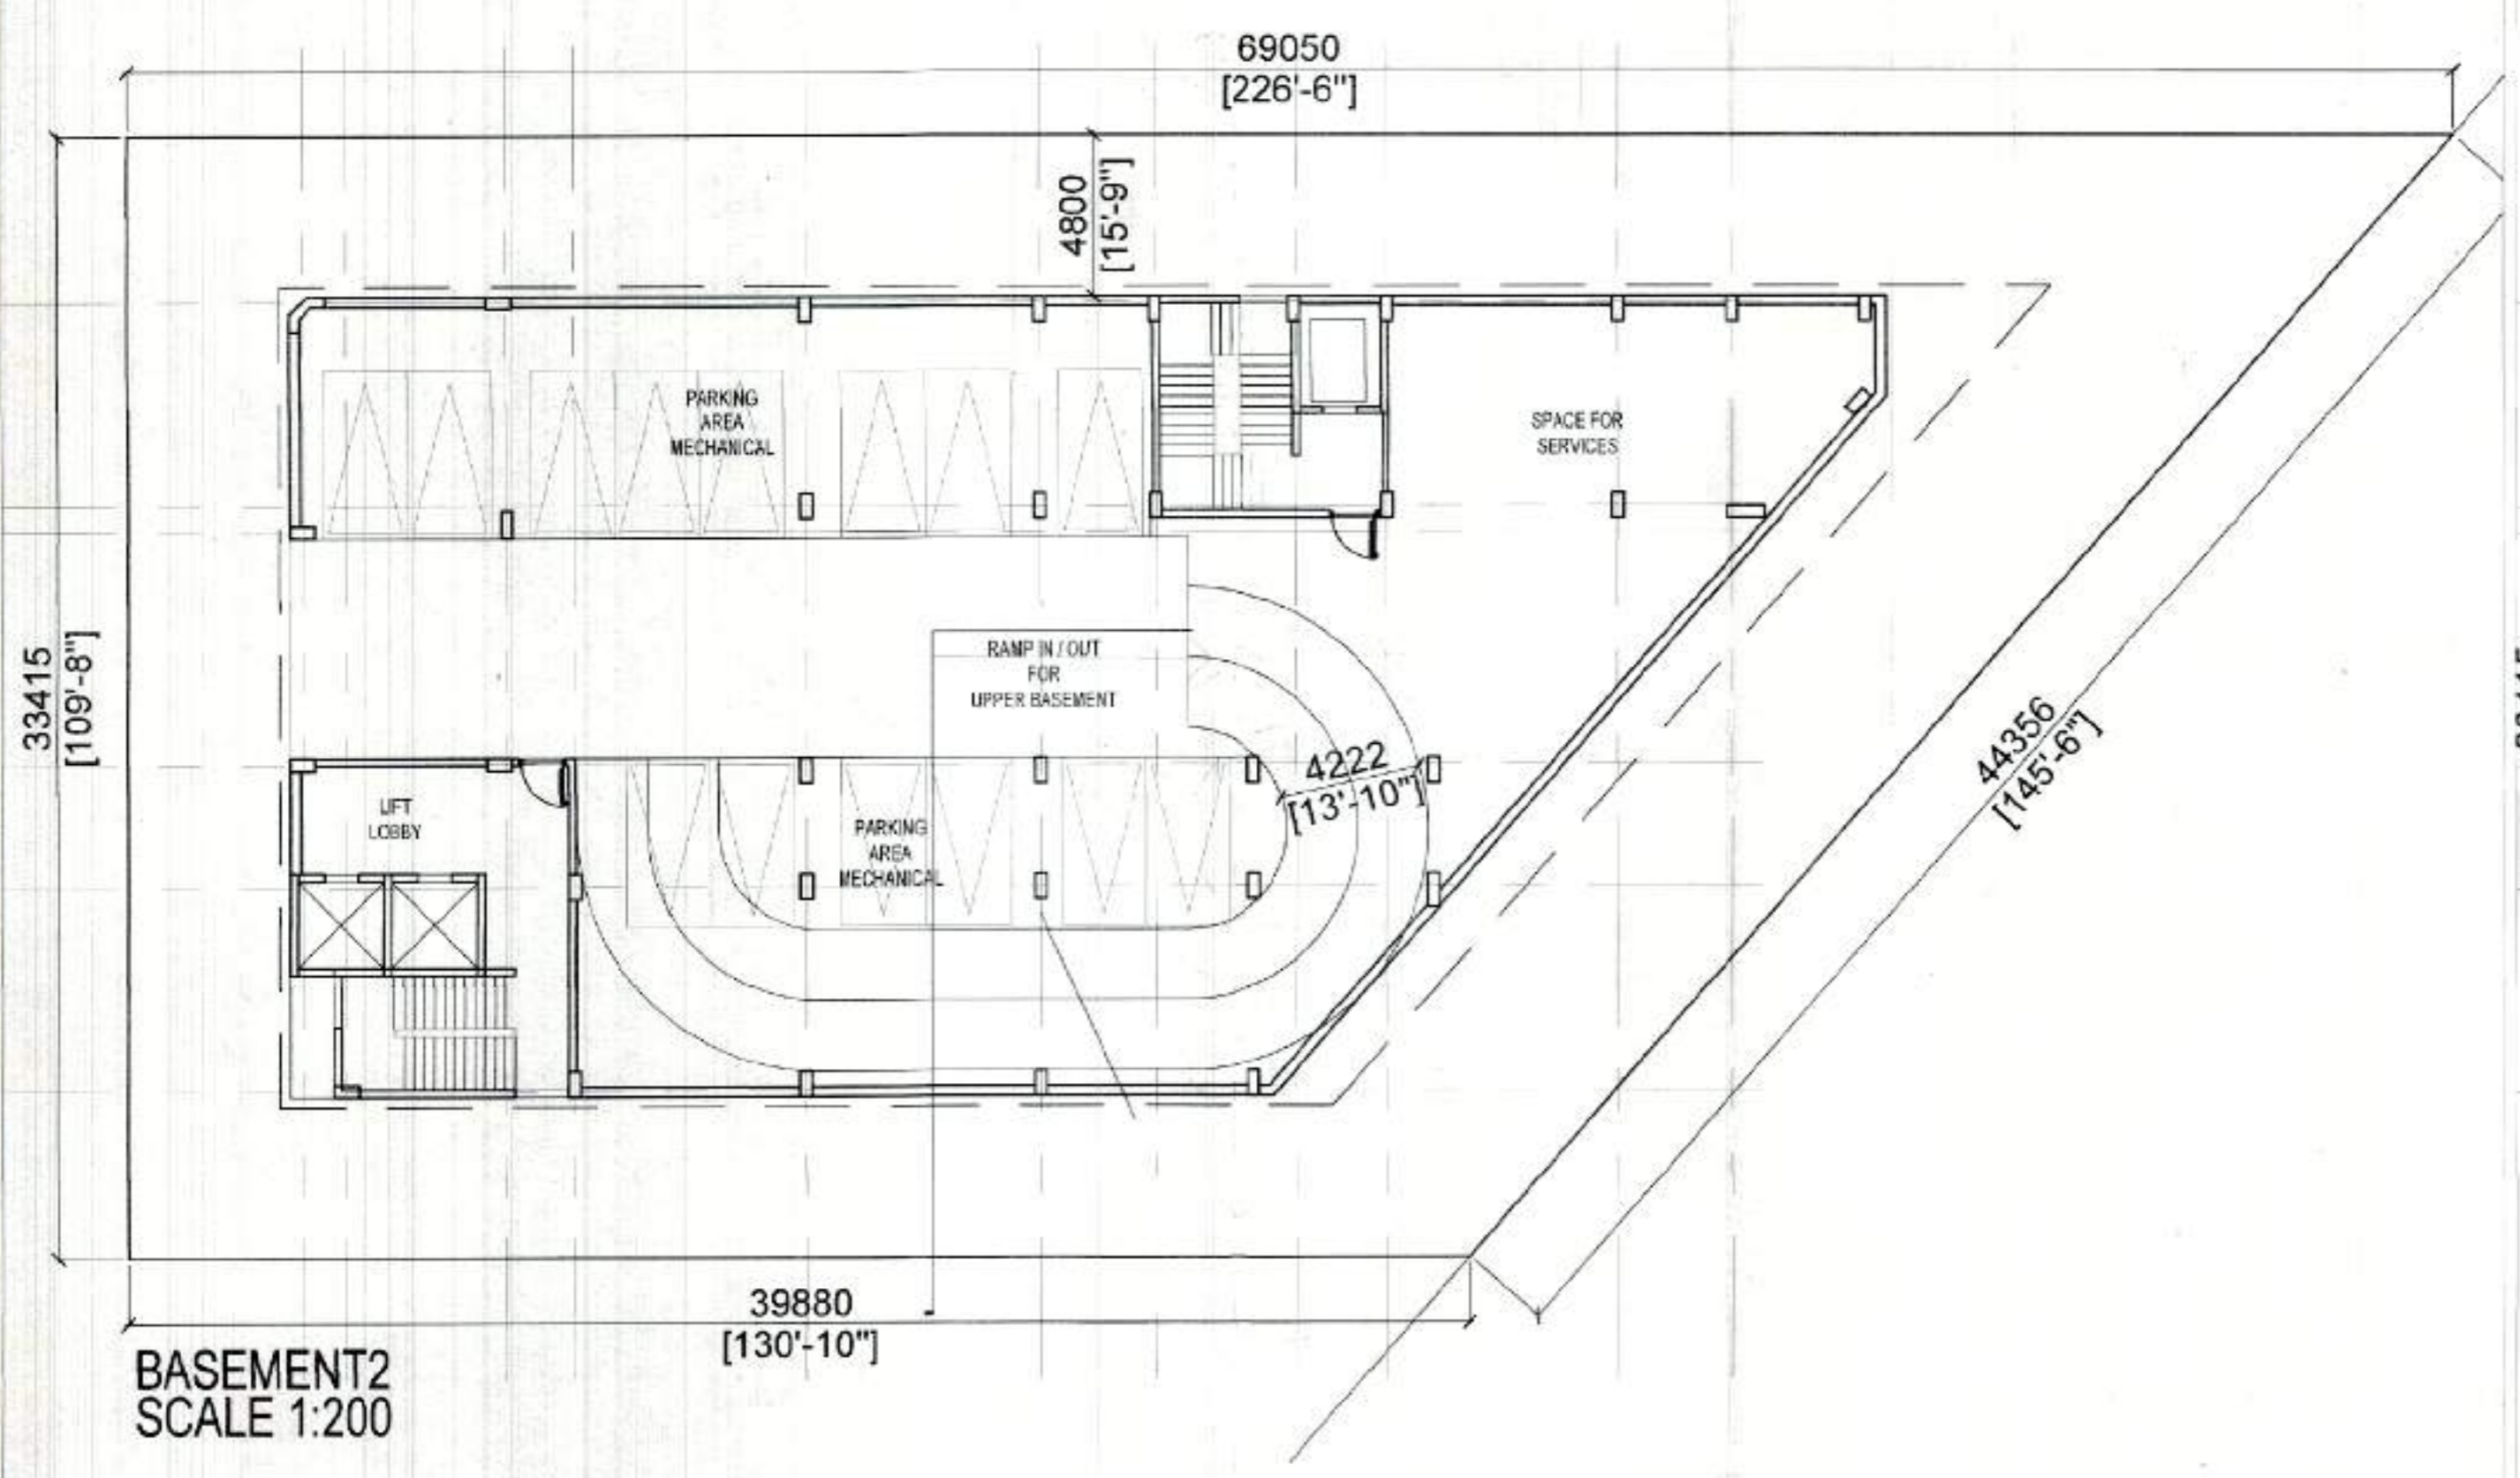 69050
[226'-6"]
4800
[15'-9"]
PARKING
AREA
MECHANICAL
SPACE FOR
SERVICES
33415
[109'-8"]
RAMP IN / OUT
FOR
UPPER BASEMENT
4222
[13'-10"]
44356
[145'-6"]
LIFT
LOBBY
PARKING
AREA
MECHANICAL
39880
[130'-10"]
BASEMENT2
SCALE 1:200